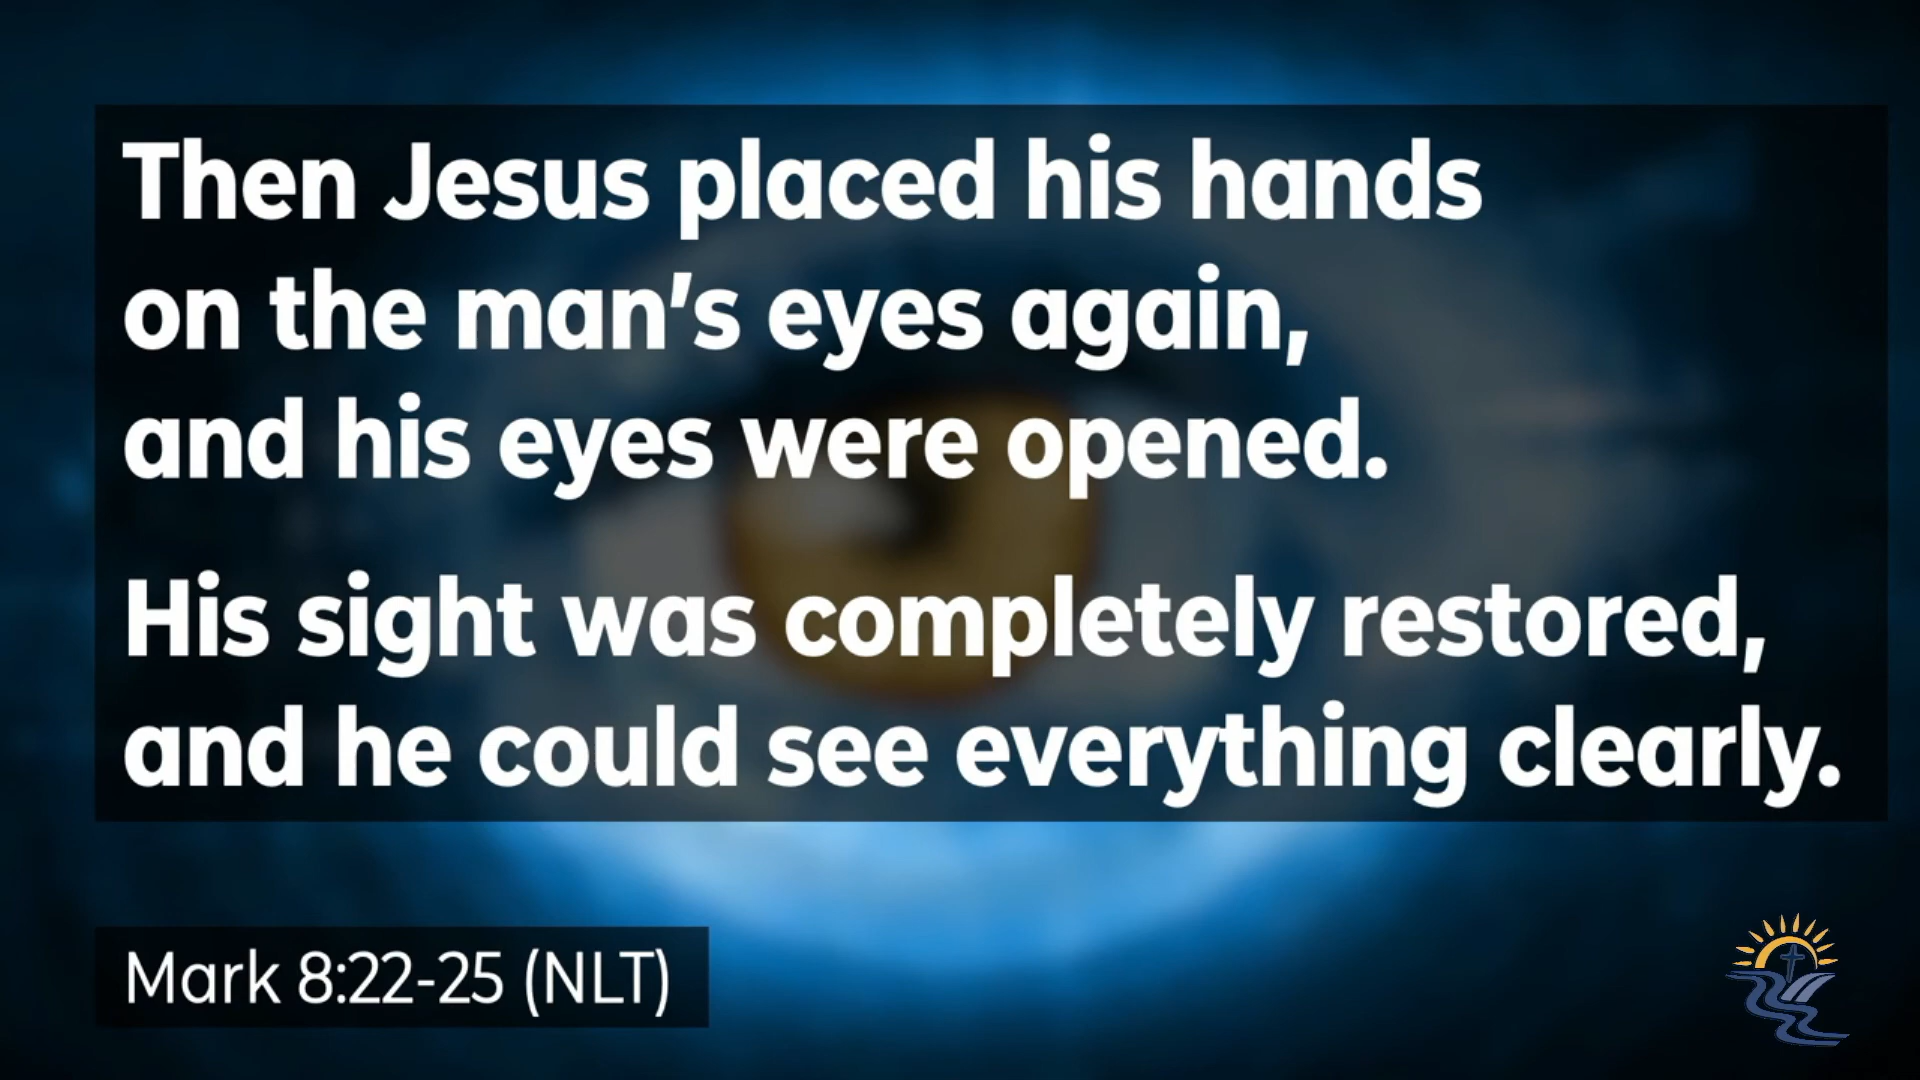 Then Jesus placed his hands
on the man’s eyes again,
and his eyes were opened.
His sight was completely restored,
and he could see everything clearly.
Mark 8:22-25 (NLT)